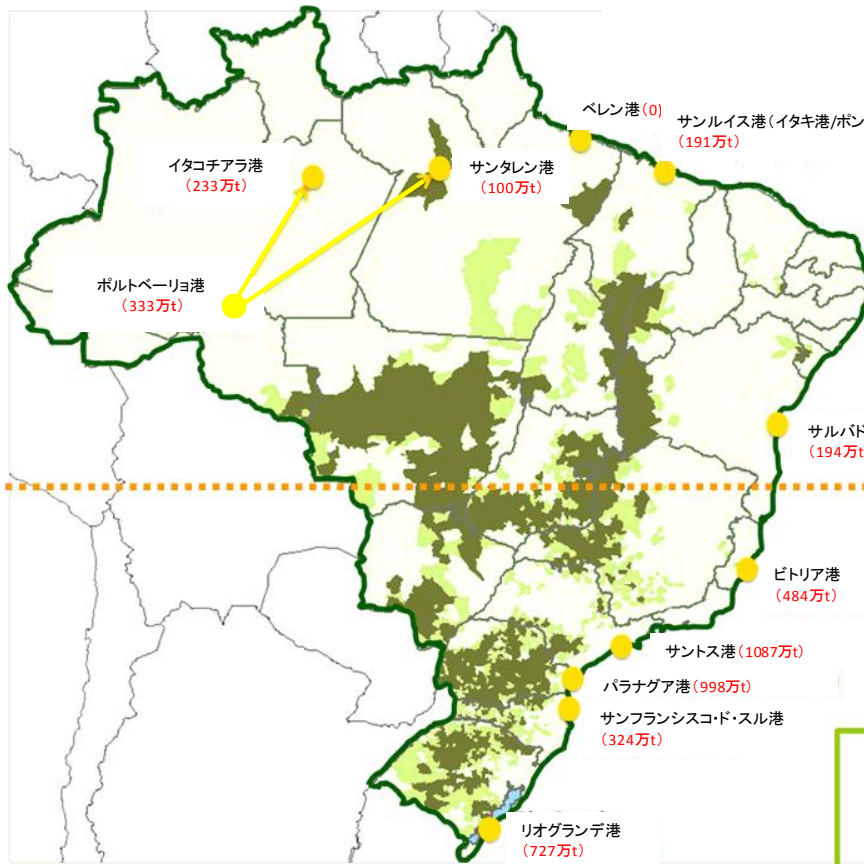 ベレン港(0)
サンルイス港(イタキ港/ポン
(191万t)
イタコチアラ港
(233万t)
サンタレン港
(100万t)
ポルトベーリョ港
(333万t)
サルバド
(194万t
ビトリア港
(484万t)
サントス港(1087万t)
パラナグア港(998万t)
サンフランシスコ・ド・スル港
(324万t)
リオグランデ港
(727万t)